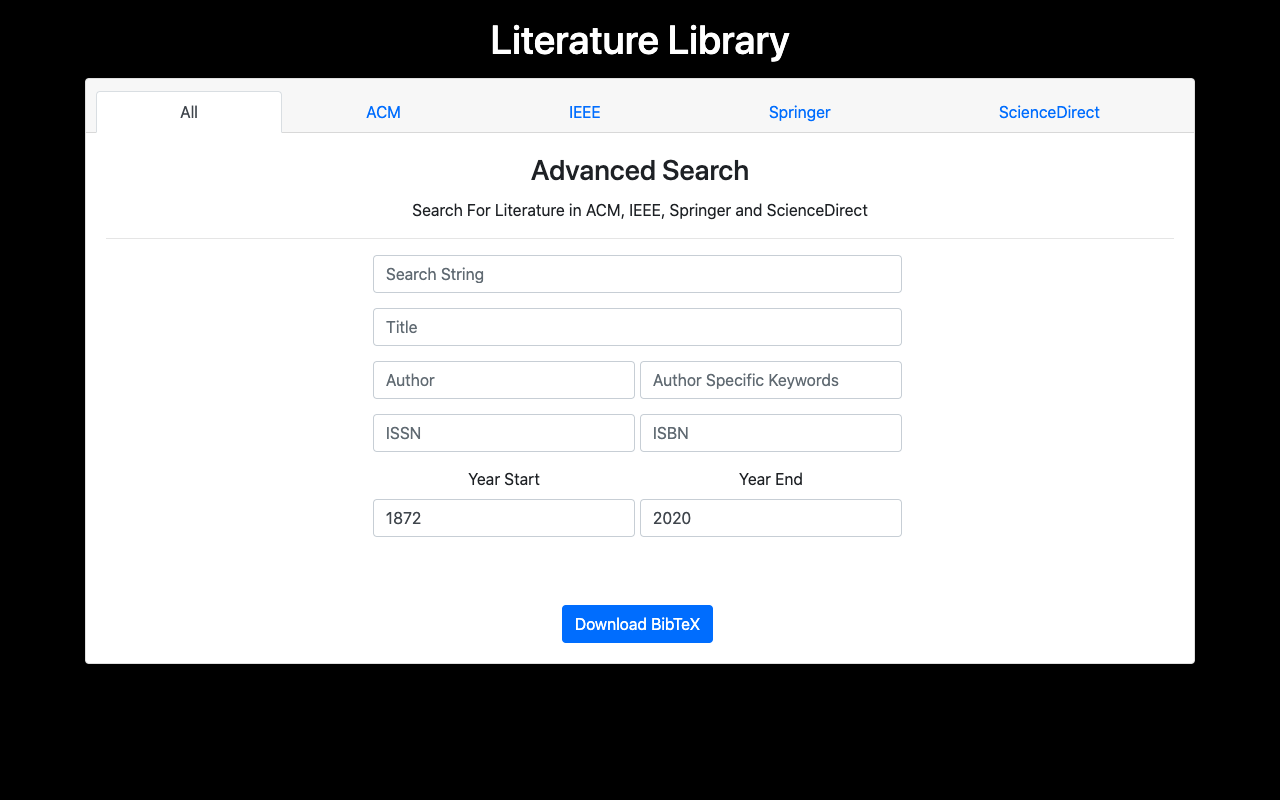 Literature Library
All ACM IEEE Springer ScienceDirect
Advanced Search
Search For Literature in ACM, IEEE, Springer and ScienceDirect
Search String
Title
Author Author Specific Keywords
ISSN ISBN
Year Start Year End
1872 2020
Download BibTeX